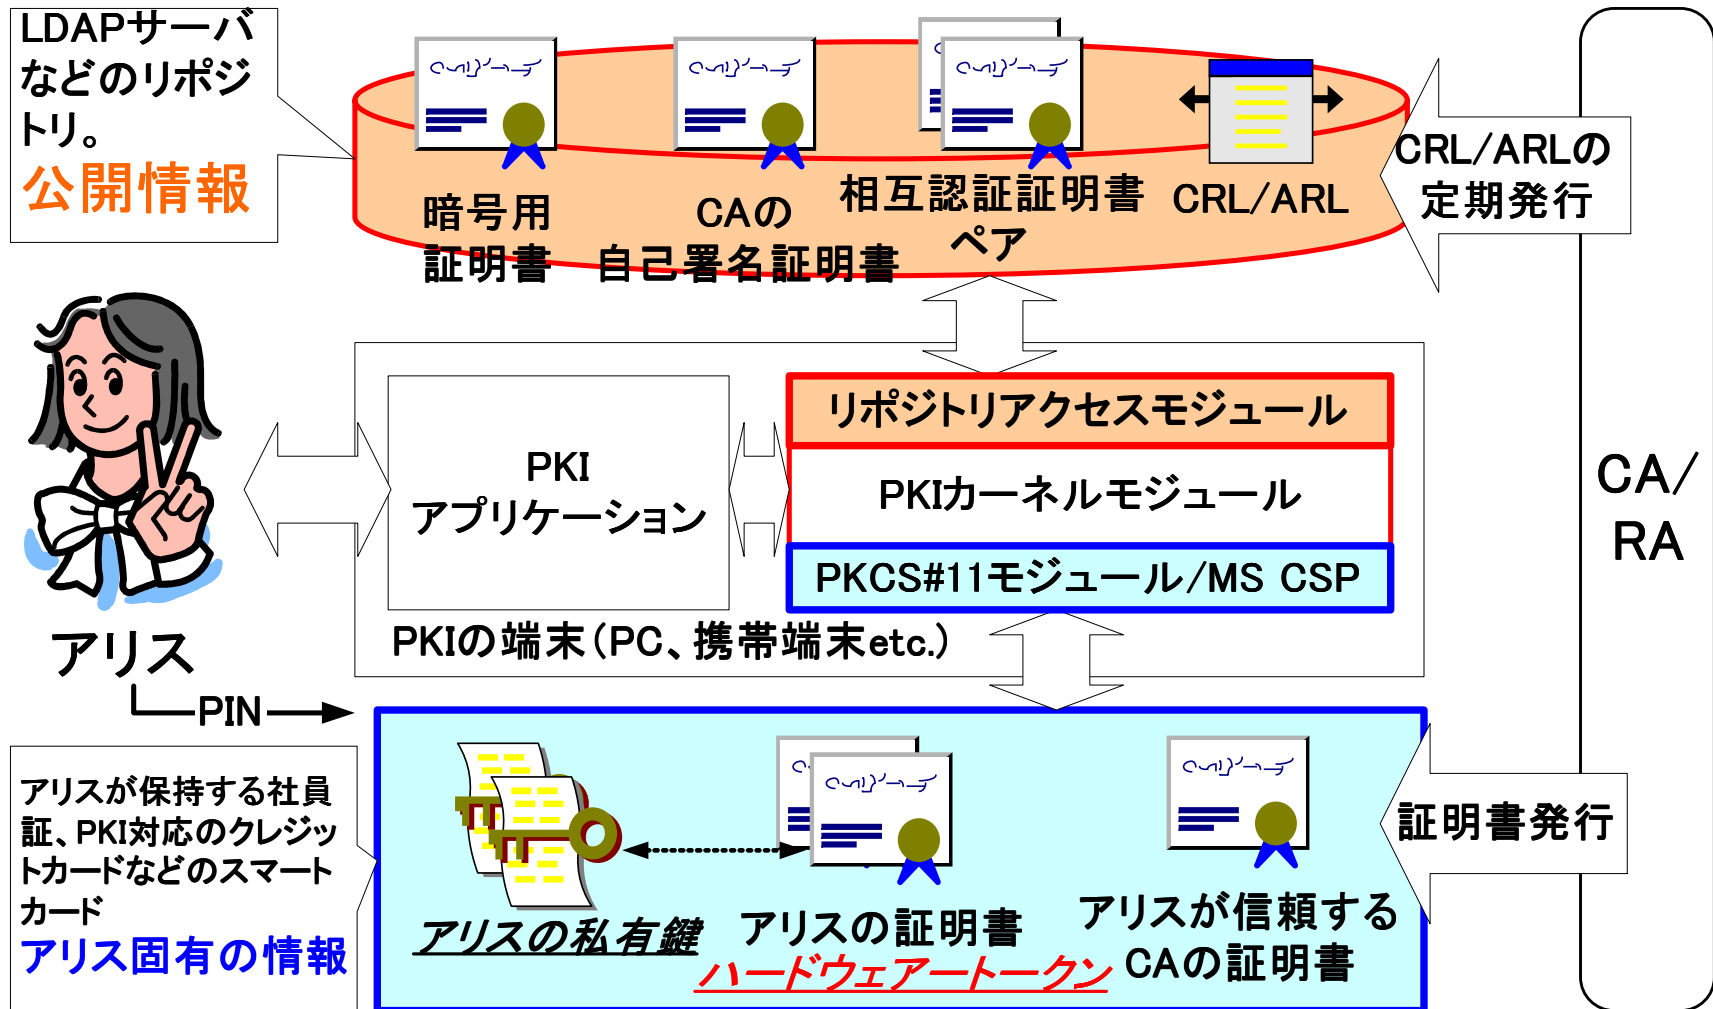 LDAPサーバ
などのリポジ
トリ。
公開情報
暗号用
証明書
CAの
自己署名証明書
相互認証証明書
ペア
CRL/ARL
CRL/ARLの
定期発行
CA/
RA
アリス
PKI
アプリケーション
リポジトリアクセスモジュール
PKIカーネルモジュール
PKCS#11モジュール/MS CSP
PKIの端末(PC、携帯端末etc.)
PIN
アリスが保持する社員
証、PKI対応のクレジッ
トカードなどのスマート
カード
アリス固有の情報
アリスの私有鍵
アリスの証明書
ハードウェアートークン
アリスが信頼する
CAの証明書
証明書発行